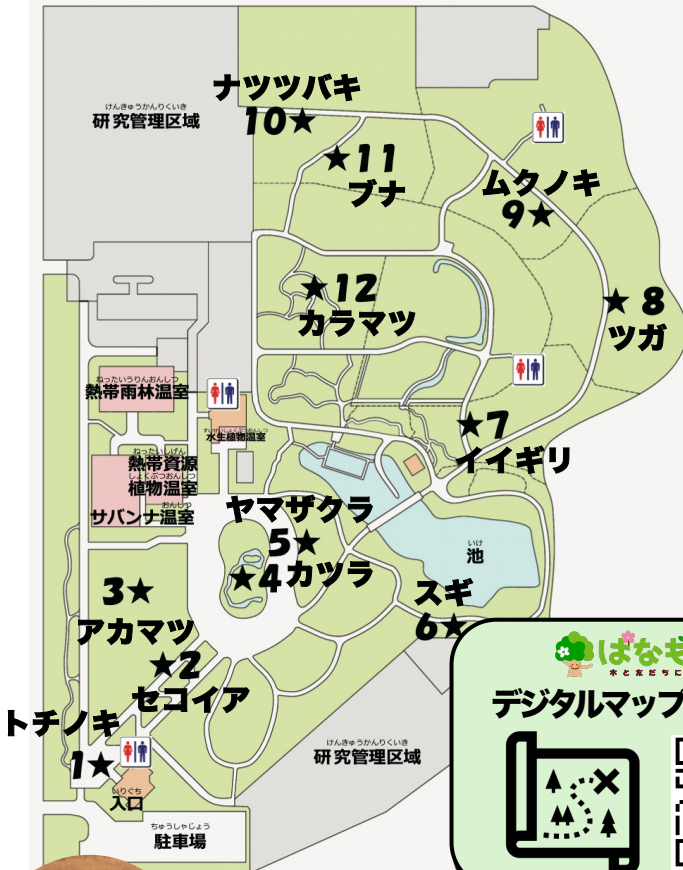 ナツツバキ
10★
けんきゅうかんりくいき
研究管理区域
★11
ブナ
ムクノキ
9★
★12
カラマツ
★8
ツガ
ねったいうりんおんしつ
熱帯雨林温室
すいせいしょくぶつおんしつ
水生植物温室
★7
イイギリ
ねったいしげん
熱帯資源
しょくぶつおんしつ
植物温室
おんしつ
サバンナ温室
ヤマザクラ
5★
★4カツラ
いけ
池
3★
アカマツ
スギ
6★
★2
セコイア
トチノキ
1★
いりぐち
入口
けんきゅうかんりくいき
研究管理区域
ちゅうしゃじょう
駐車場
ばなも
木と友だちに
デジタルマップ